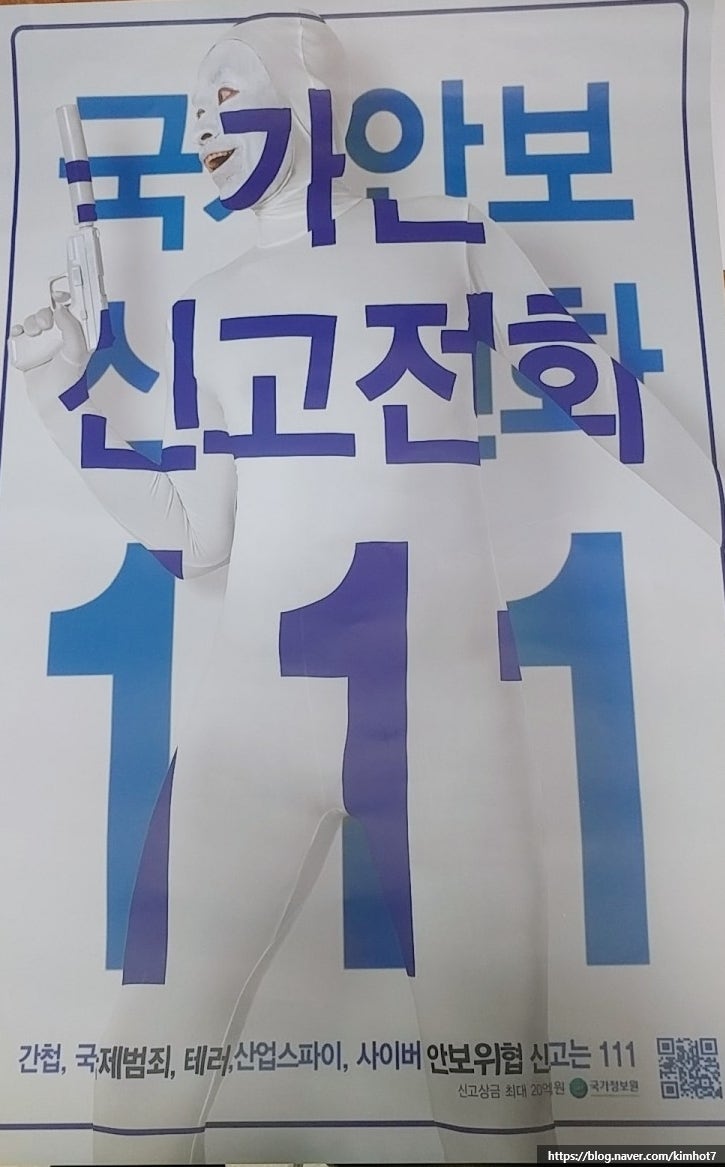 국가안보
신고전화
111
간첩, 국제범죄, 테러, 산업스파이, 사이버 안보위협 신고는 111
신고상금 최대 20억원 국가정보원
https://blog.naver.com/kimhot7